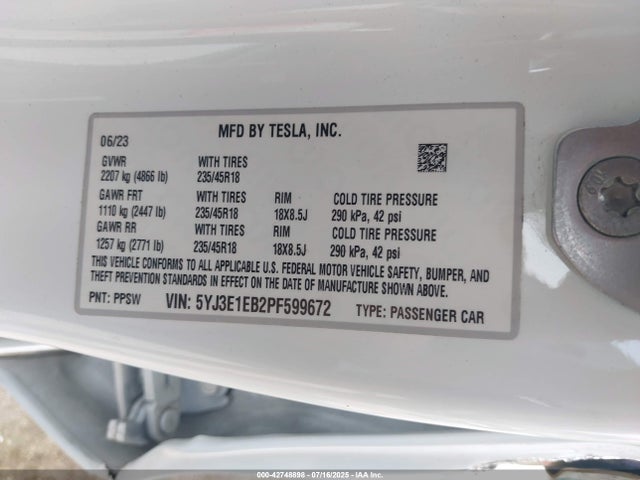 06/23 MFD BY TESLA, INC.
GVWR WITH TIRES
2207 kg (4866 lb) 235/45R18
GAWR FRT WITH TIRES RIM COLD TIRE PRESSURE
1110 kg (2447 lb) 235/45R18 18X8.5J 290 kPa, 42 psi
GAWR RR WITH TIRES RIM COLD TIRE PRESSURE
1257 kg (2771 lb) 235/45R18 18X8.5J 290 kPa, 42 psi
THIS VEHICLE CONFORMS TO ALL APPLICABLE U.S. FEDERAL MOTOR VEHICLE SAFETY, BUMPER, AND
THEFT PREVENTION STANDARDS IN EFFECT ON THE DATE OF MANUFACTURE SHOWN ABOVE.
PNT: PPSW VIN: 5YJ3E1EB2PF599672 TYPE: PASSENGER CAR
000-42748898 - 07/16/2025 - IAA Inc.